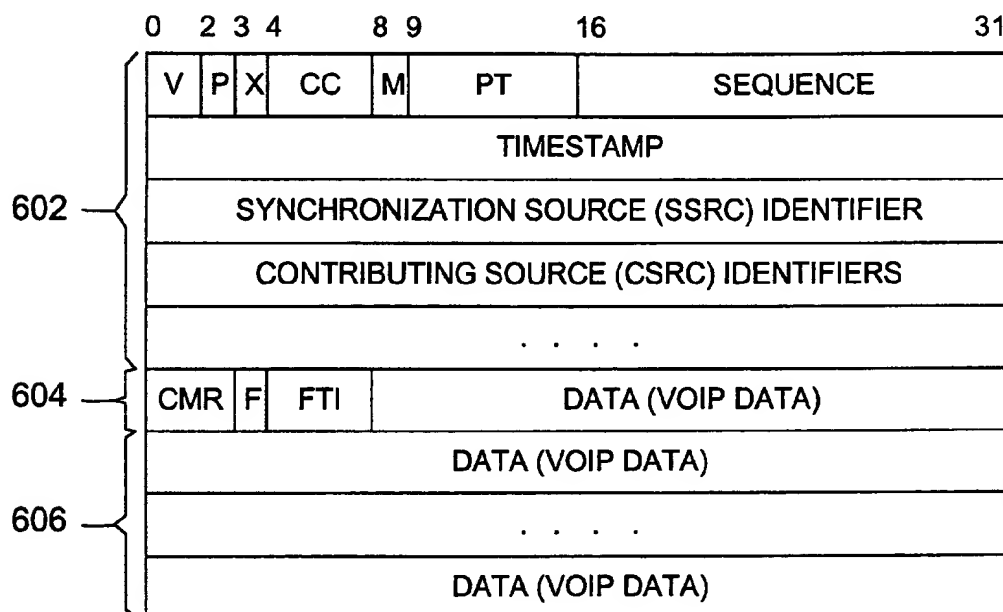 0 2 3 4 8 9 16 31
V P X CC M PT SEQUENCE
TIMESTAMP
602
SYNCHRONIZATION SOURCE (SSRC) IDENTIFIER
CONTRIBUTING SOURCE (CSRC) IDENTIFIERS
. . . .
604 CMR F FTI DATA (VOIP DATA)
DATA (VOIP DATA)
606 . . . .
DATA (VOIP DATA)